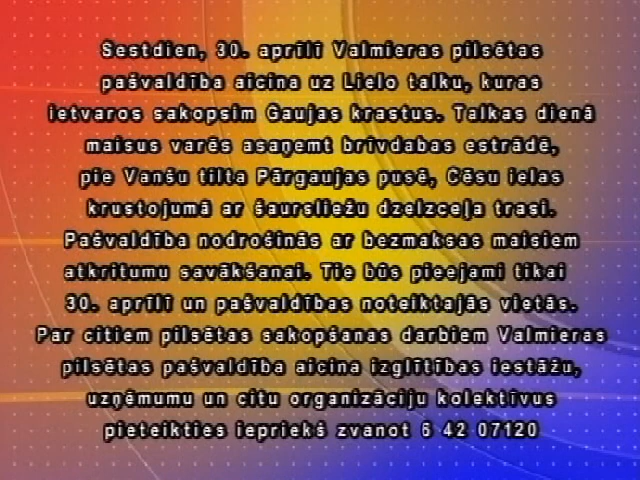 Sestdien, 30. aprīlī Valmieras pilsētas
pašvaldība aicina uz Lielo talku, kuras
ietvaros sakopsim Gaujas krastus. Talkas dienā
maisus varēs asaņemt brīvdabas estrādē,
pie Vanšu tilta Pārgaujas pusē, Cēsu ielas
krustojumā ar šaursliežu dzelzceļa trasi.
Pašvaldība nodrošinās ar bezmaksas maisiem
atkritumu savākšanai. Tie būs pieejami tikai
30. aprīlī un pašvaldības noteiktajās vietās.
Par citiem pilsētas sakopšanas darbiem Valmieras
pilsētas pašvaldība aicina izglītības iestāžu,
uzņēmumu un citu organizāciju kolektīvus
pieteikties iepriekš zvanot 6 42 07120